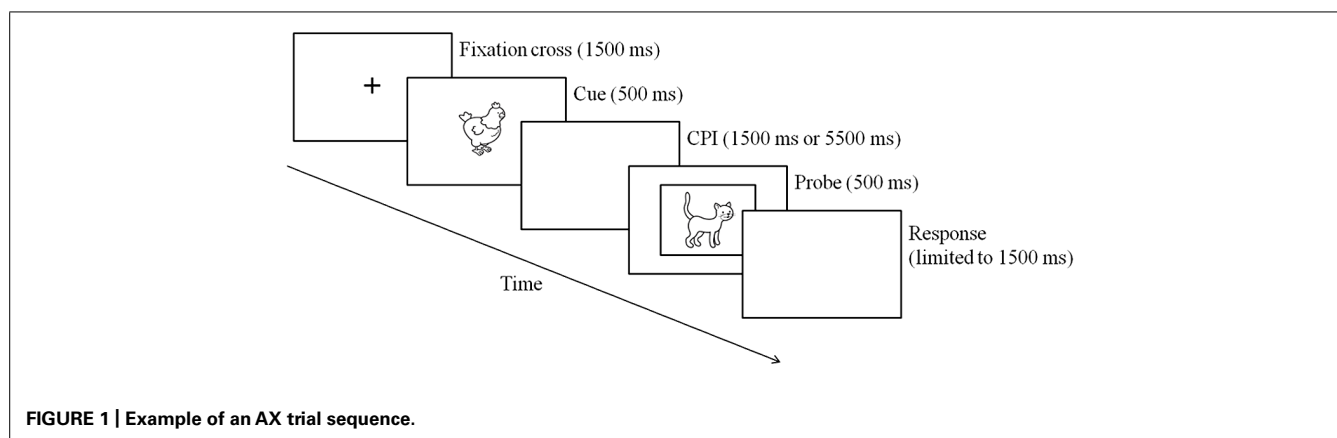 Fixation cross (1500 ms)
Cue (500 ms)
CPI (1500 ms or 5500 ms)
Probe (500 ms)
Response
(limited to 1500 ms)
Time
FIGURE 1 | Example of an AX trial sequence.